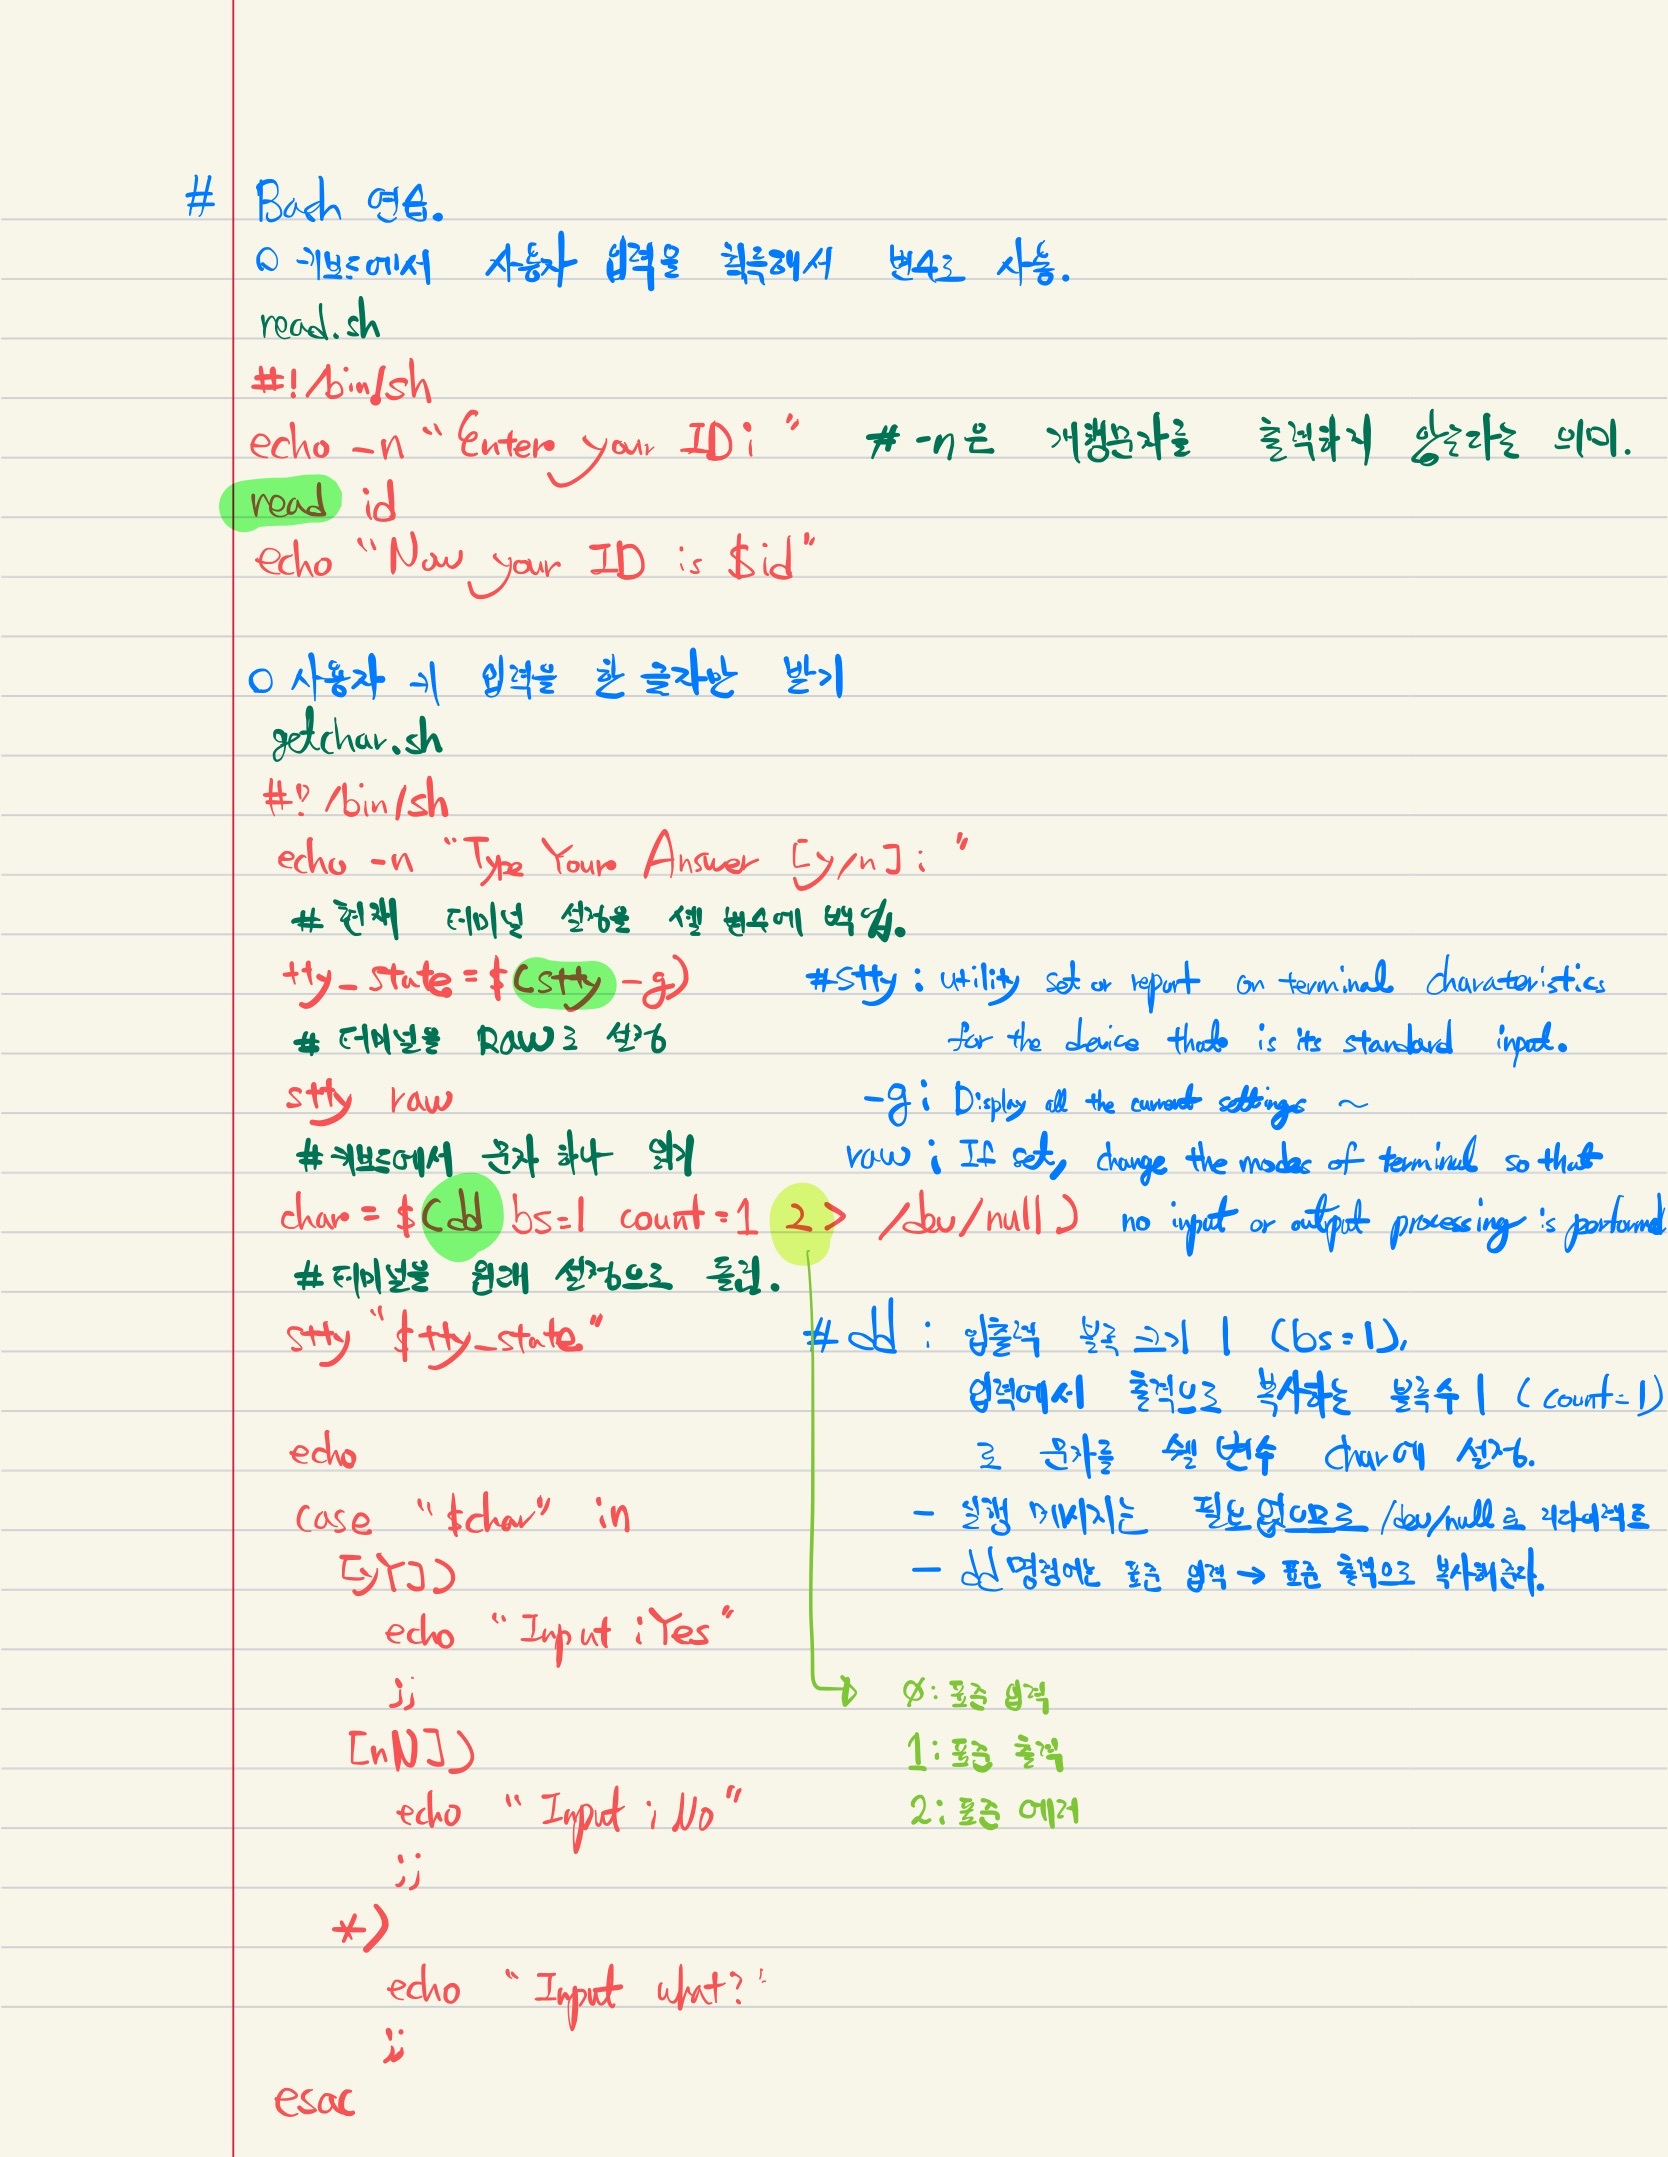 # Bash 연습.
○ 키보드에서 사용자 입력을 획득해서 변수로 사용.
read.sh
#!/bin/sh
echo -n "Enter your ID: " # -n은 개행문자를 출력하지 않는다는 의미.
read id
echo "Now your ID is $id"
○ 사용자 키 입력을 한 글자만 받기
getchar.sh
#!/bin/sh
echo -n "Type Your Answer [y/n]: "
# 현재 터미널 설정을 셸 변수에 백업.
tty_state=$(stty -g) #stty: utility set or report on terminal charateristics
for the device that is its standard input.
# 터미널을 Raw로 설정
stty raw
-g: Display all the current settings ~
#키보드에서 문자 하나 읽기
raw: If set, change the modes of terminal so that
char=$(dd bs=1 count=1 2> /dev/null) no input or output processing is performed
#터미널을 원래 설정으로 돌림.
stty "$tty_state" #dd: 입출력 블록 크기 1 (bs=1),
입력에서 출력으로 복사하는 블록수 1 (count=1)
echo
로 문자를 쉘 변수 char에 설정.
case "$char" in
- 실행 메시지는 필요없으므로 /dev/null로 리다이렉트
[yY])
- dd 명령어는 표준 입력 → 표준 출력으로 복사해준다.
echo "Input: Yes"
;;
0: 표준 입력
[nN])
1: 표준 출력
echo "Input: No"
2: 표준 에러
;;
*)
echo "Input what?"
;;
esac